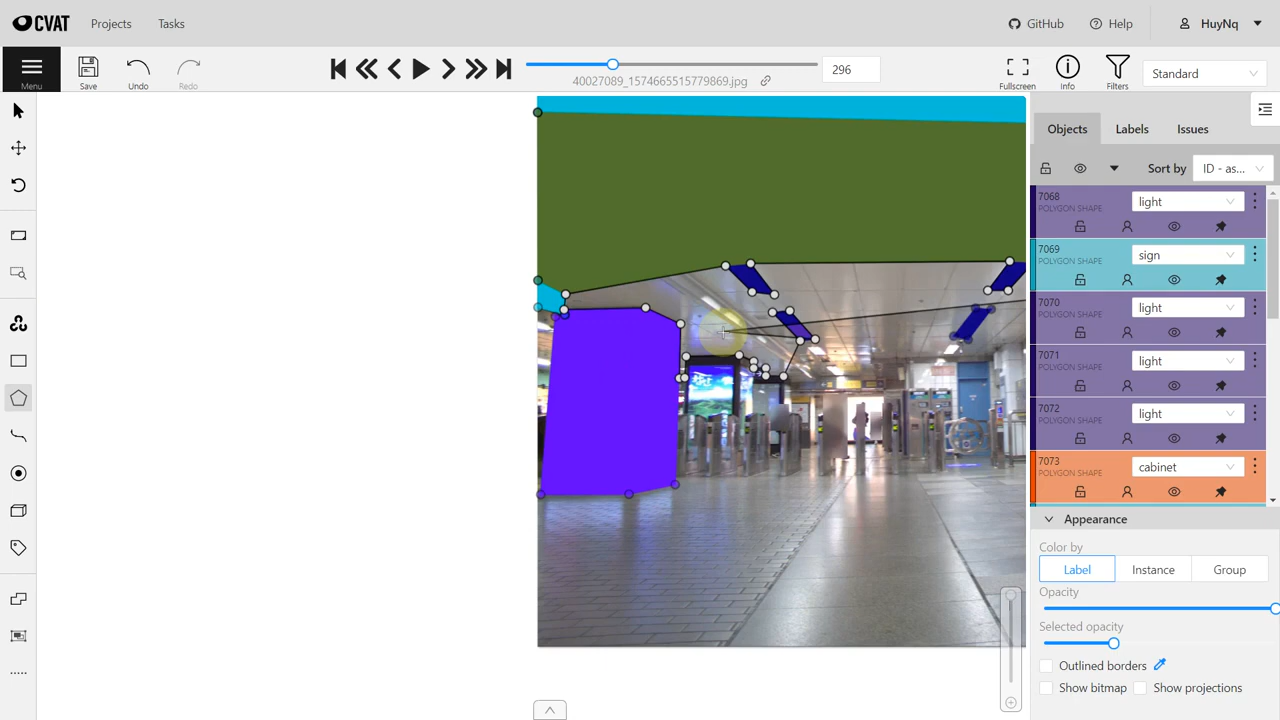 CVAT
Projects
Tasks
GitHub
Help
HuyNq
Menu
Save
Undo
Redo
40027089_1574665515779869.jpg
296
Fullscreen
Info
Filters
Standard
Objects
Labels
Issues
Sort by
ID - as...
7068
POLYGON SHAPE
light
7069
POLYGON SHAPE
sign
7070
POLYGON SHAPE
light
7071
POLYGON SHAPE
light
7072
POLYGON SHAPE
light
7073
POLYGON SHAPE
cabinet
Appearance
Color by
Label
Instance
Group
Opacity
Selected opacity
Outlined borders
Show bitmap
Show projections